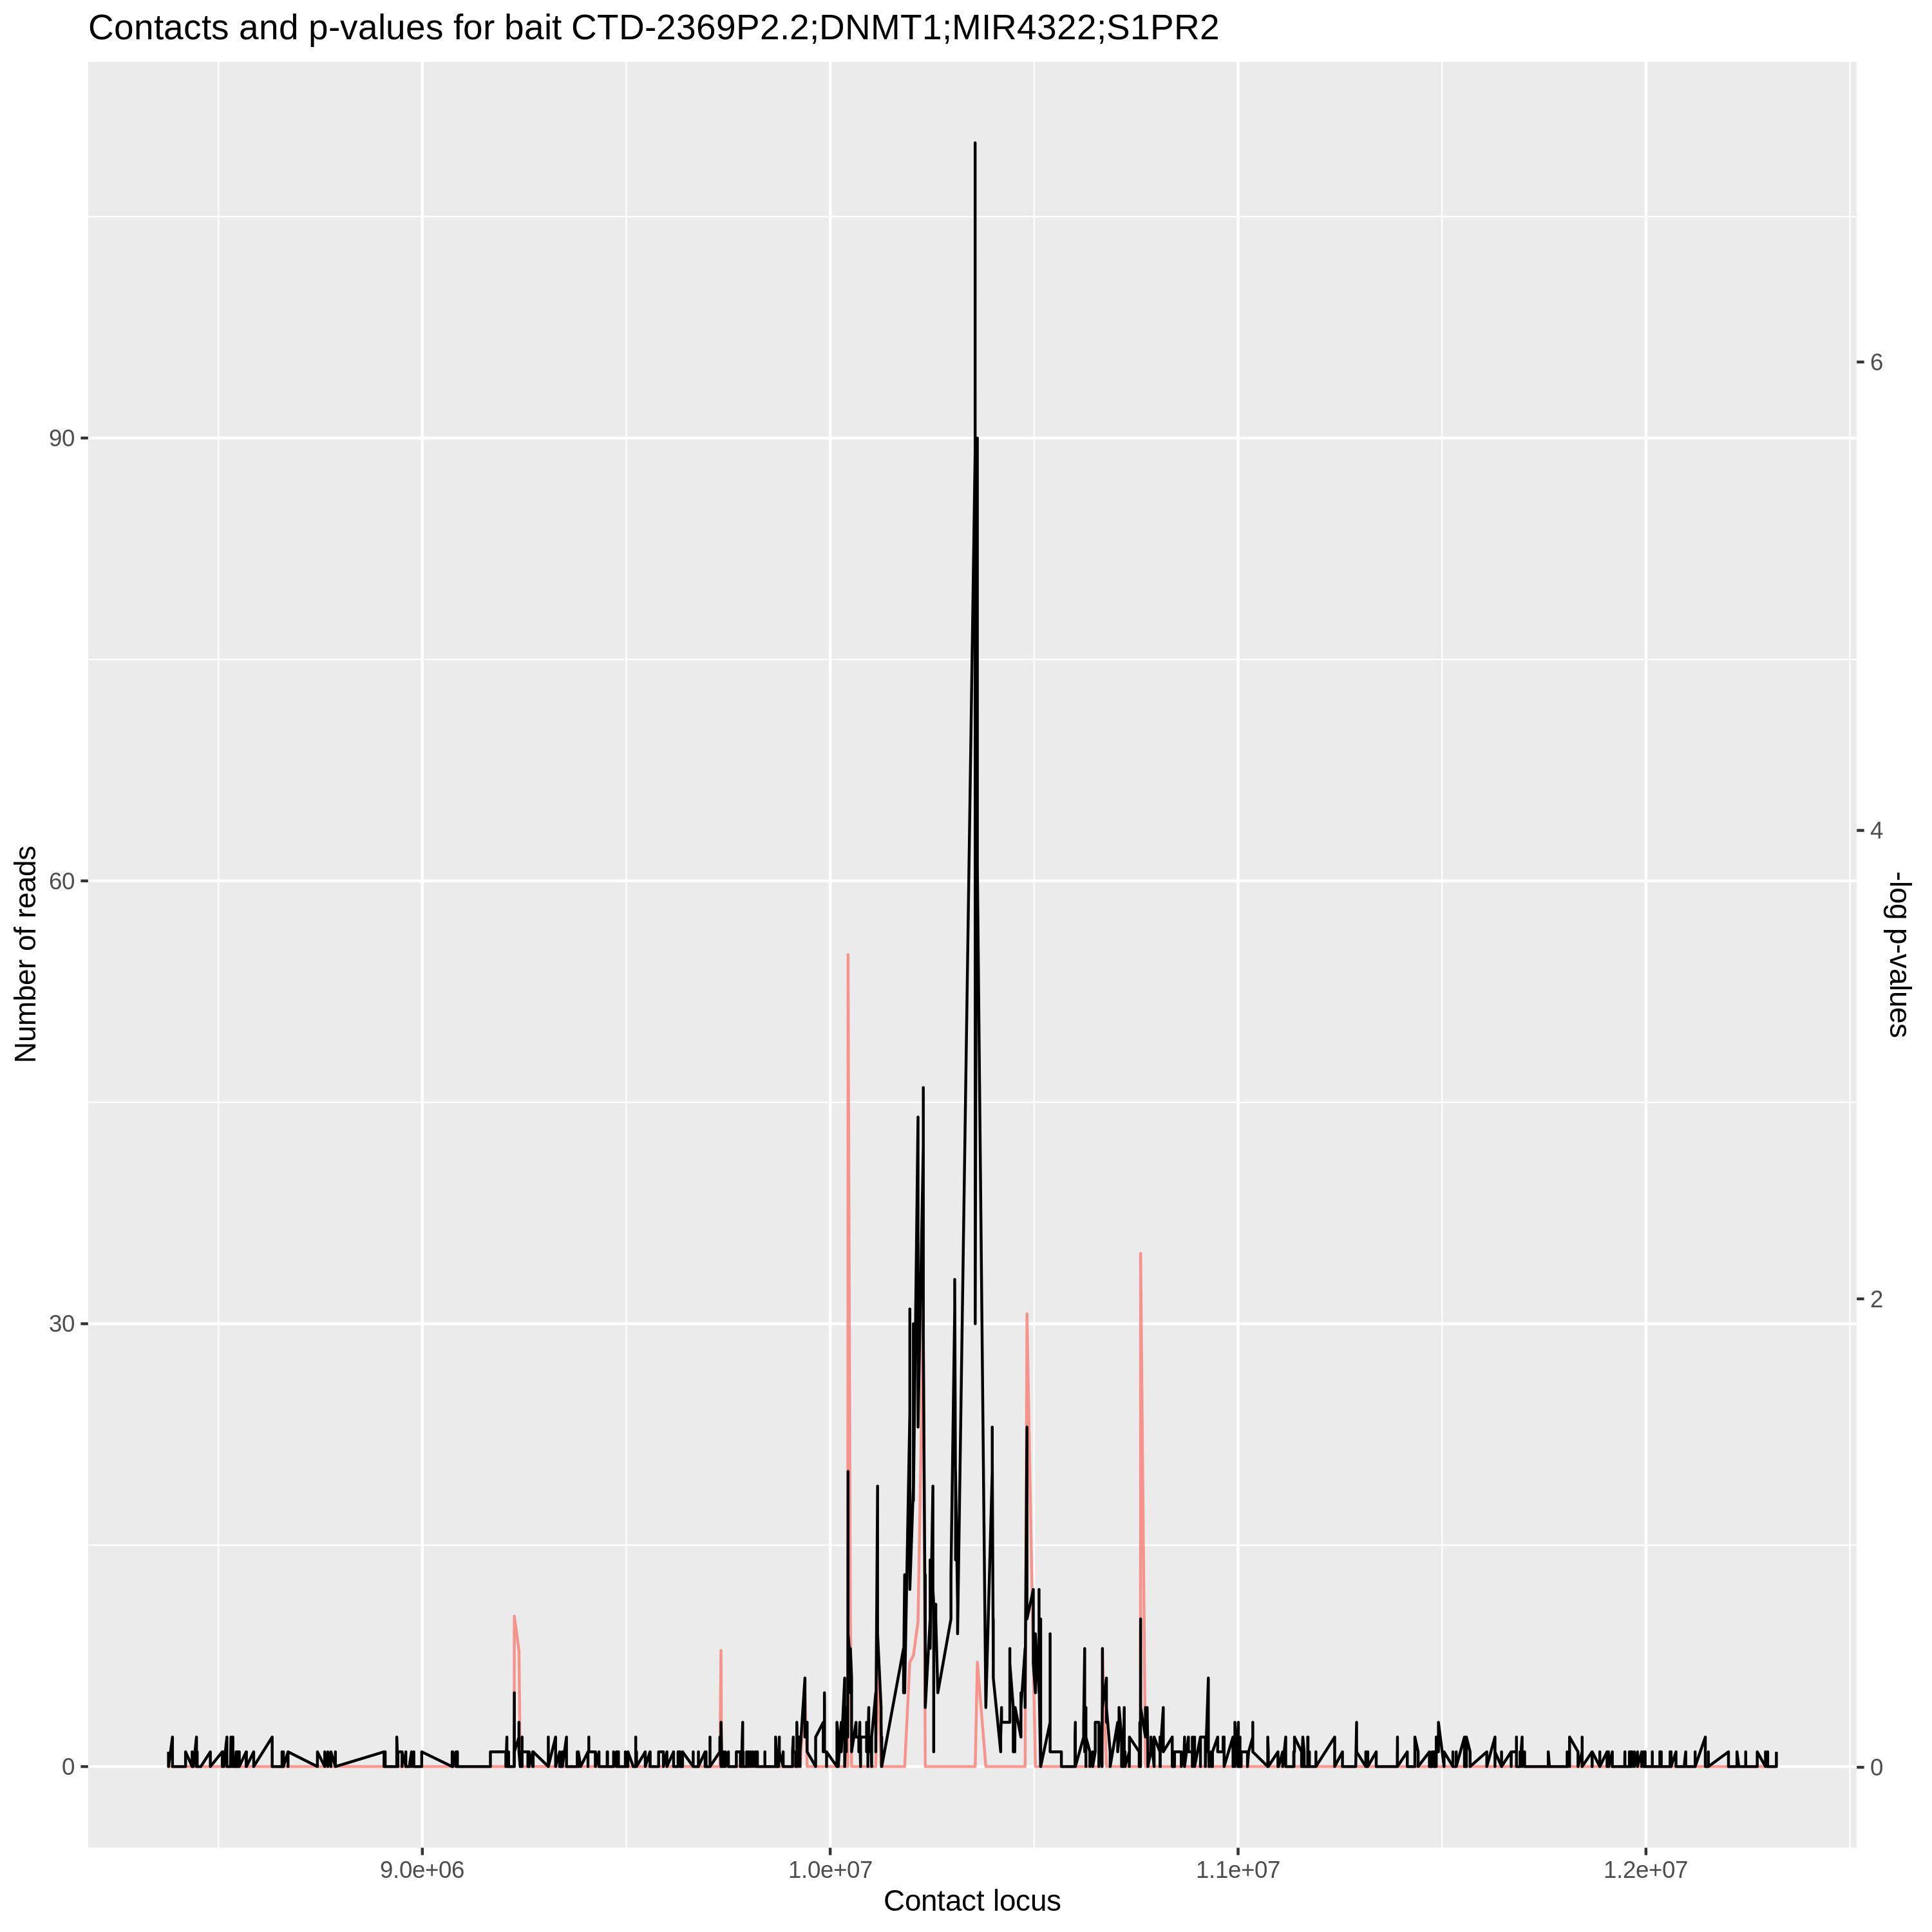 Contacts and p-values for bait CTD-2369P2.2;DNMT1;MIR4322;S1PR2
Number of reads
90
60
30
0
6
4
2
0
-log p-values
9.0e+06
1.0e+07
1.1e+07
1.2e+07
Contact locus